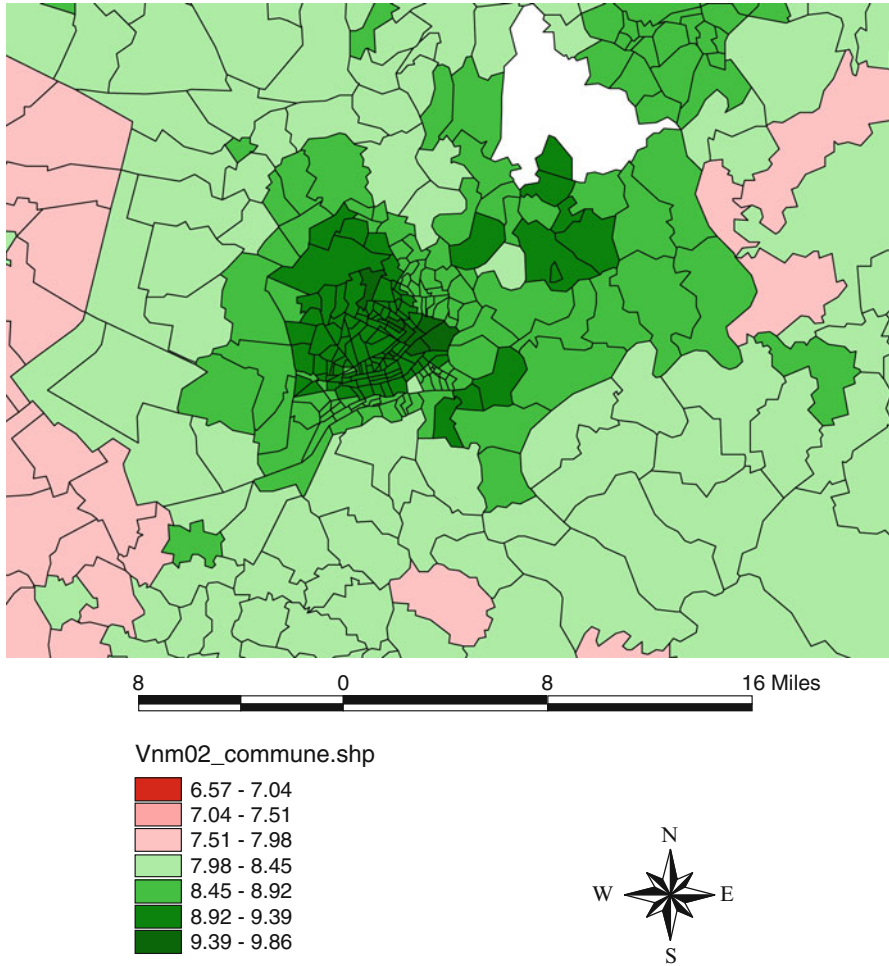 8 0 8 16 Miles
Vnm02_commune.shp
6.57 - 7.04
7.04 - 7.51
7.51 - 7.98
7.98 - 8.45
8.45 - 8.92
8.92 - 9.39
9.39 - 9.86
N
W E
S